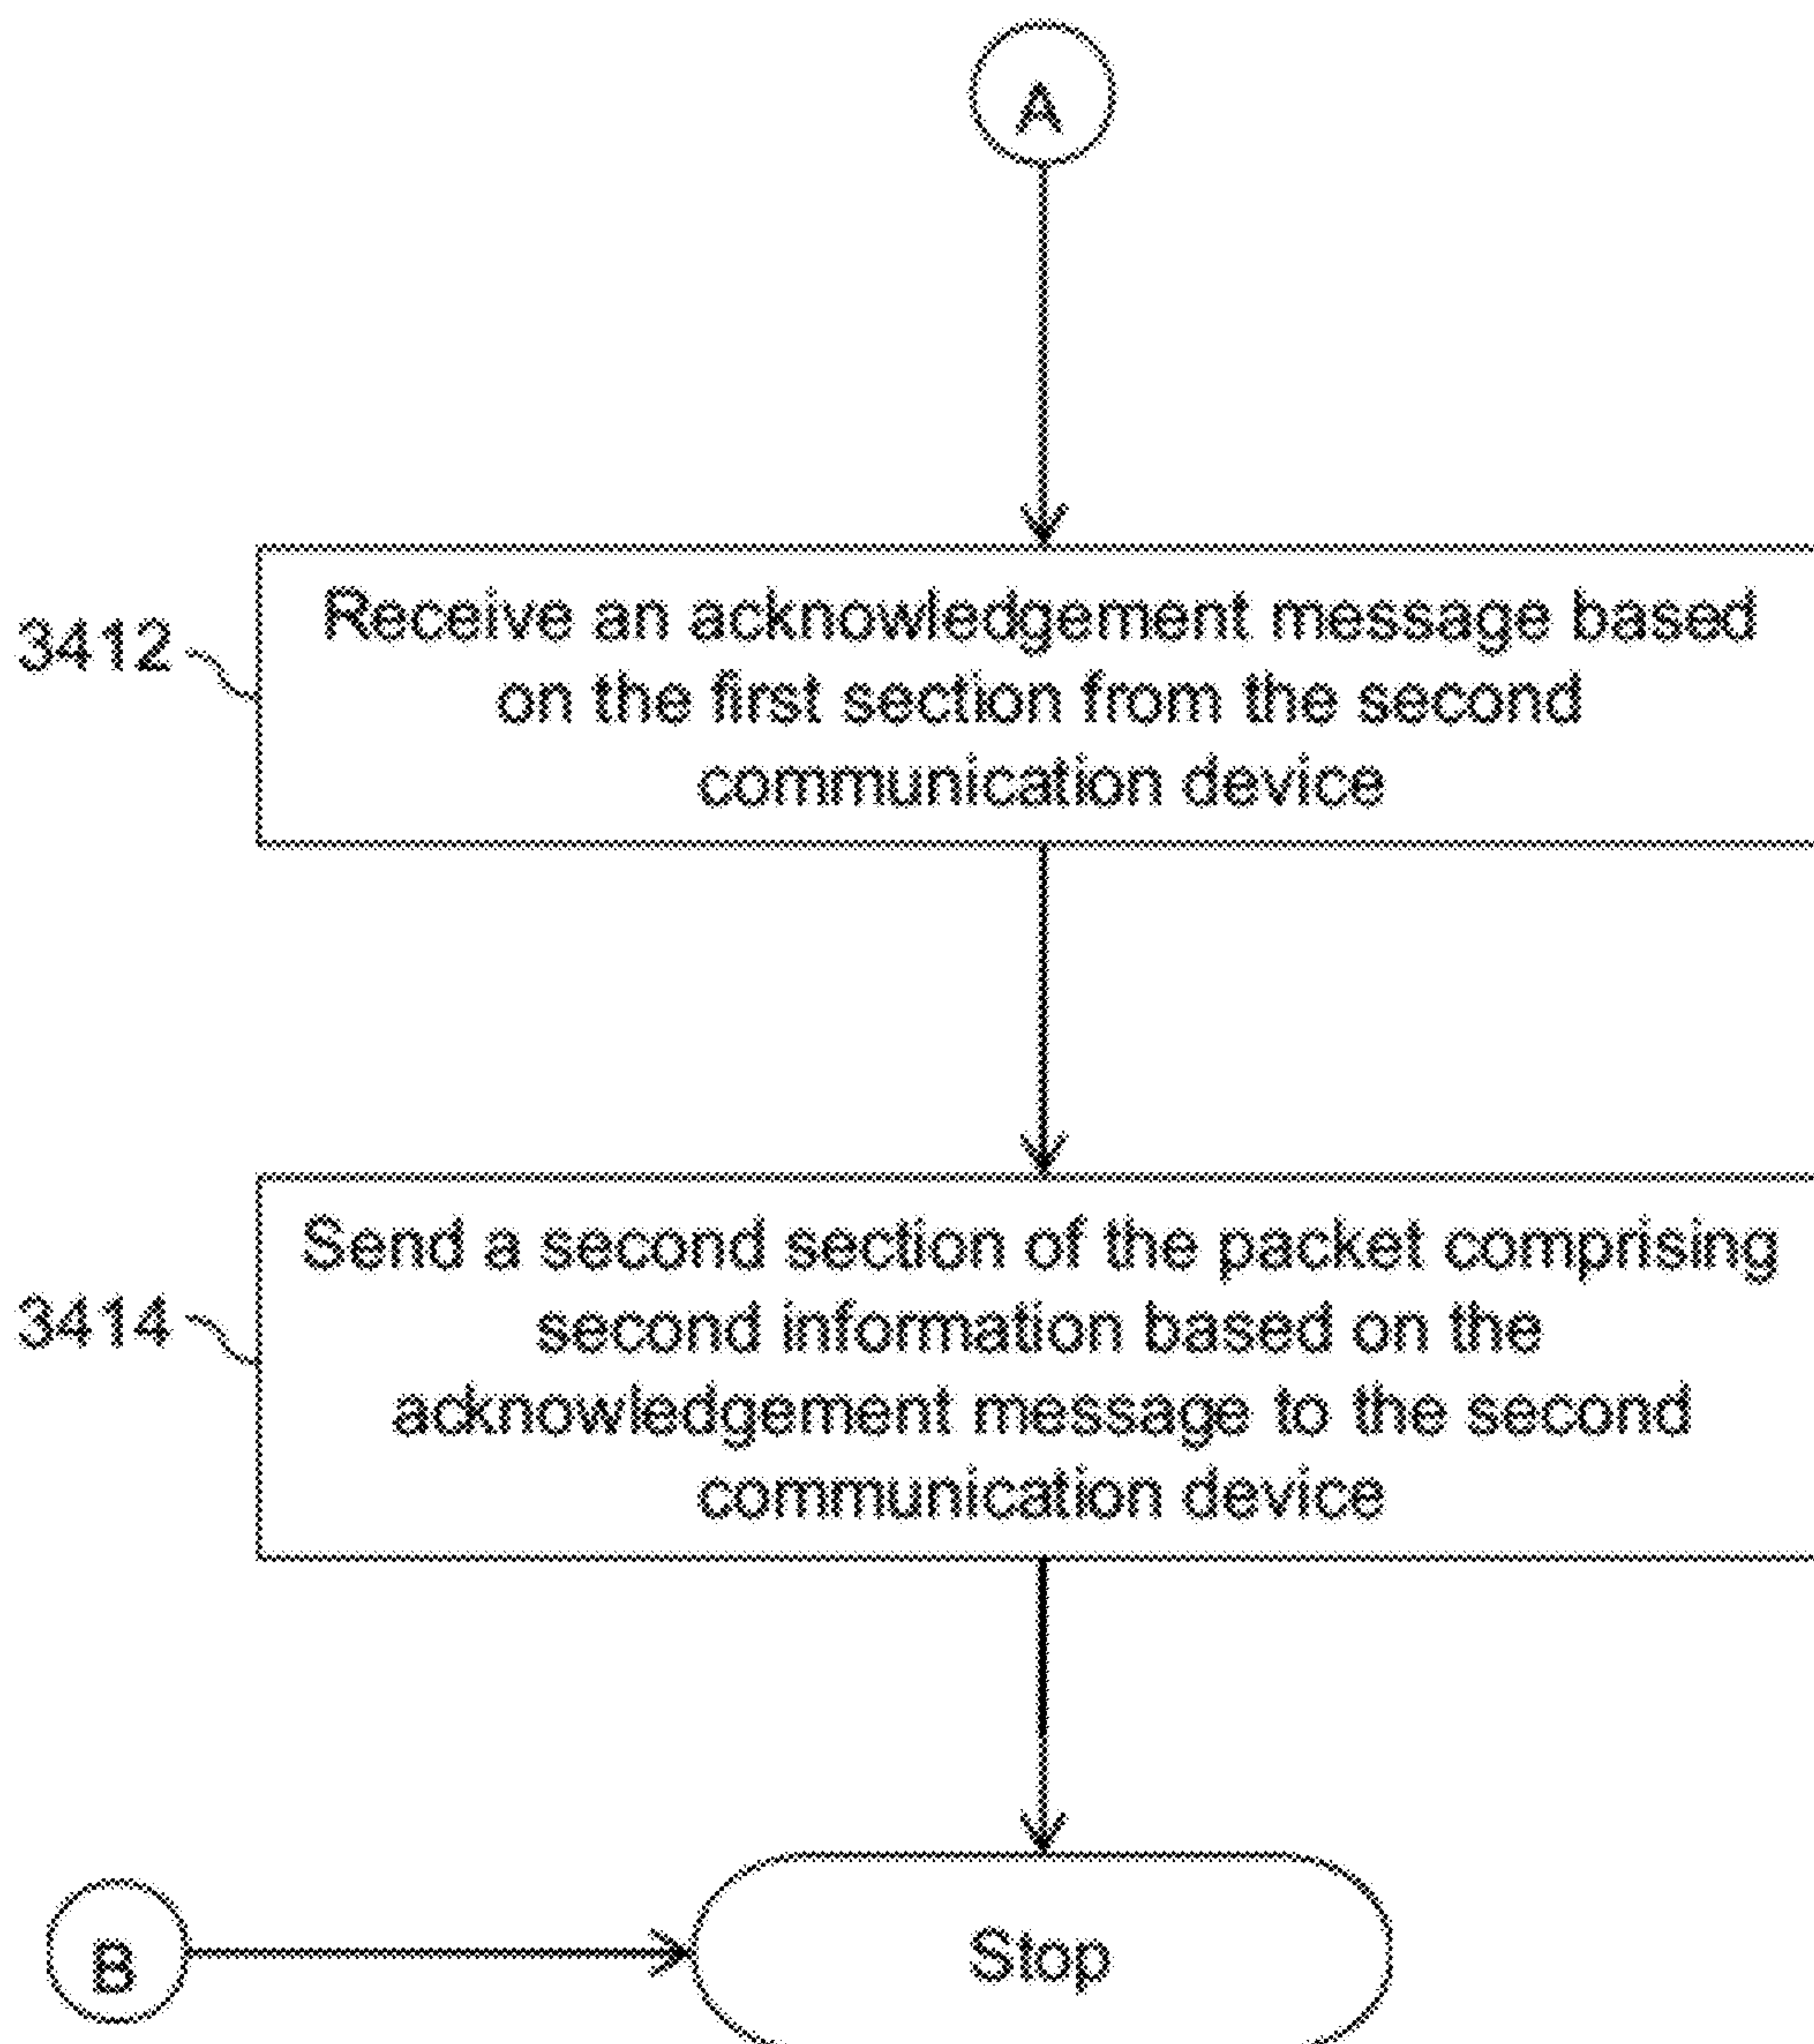 A
3412
Receive an acknowledgement message based
on the first section from the second
communication device
3414
Send a second section of the packet comprising
second information based on the
acknowledgement message to the second
communication device
B
Stop